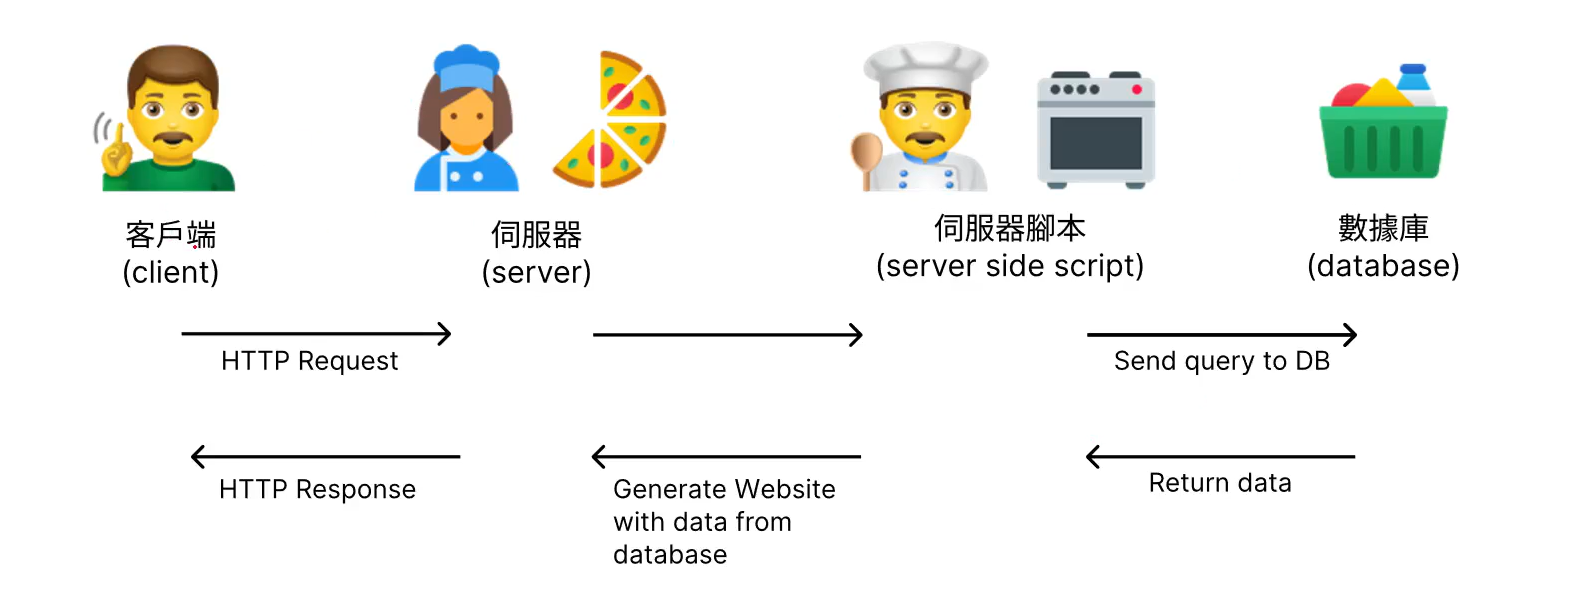 客戶端
(client)
伺服器
(server)
伺服器腳本
(server side script)
數據庫
(database)
HTTP Request
Send query to DB
HTTP Response
Generate Website
with data from
database
Return data